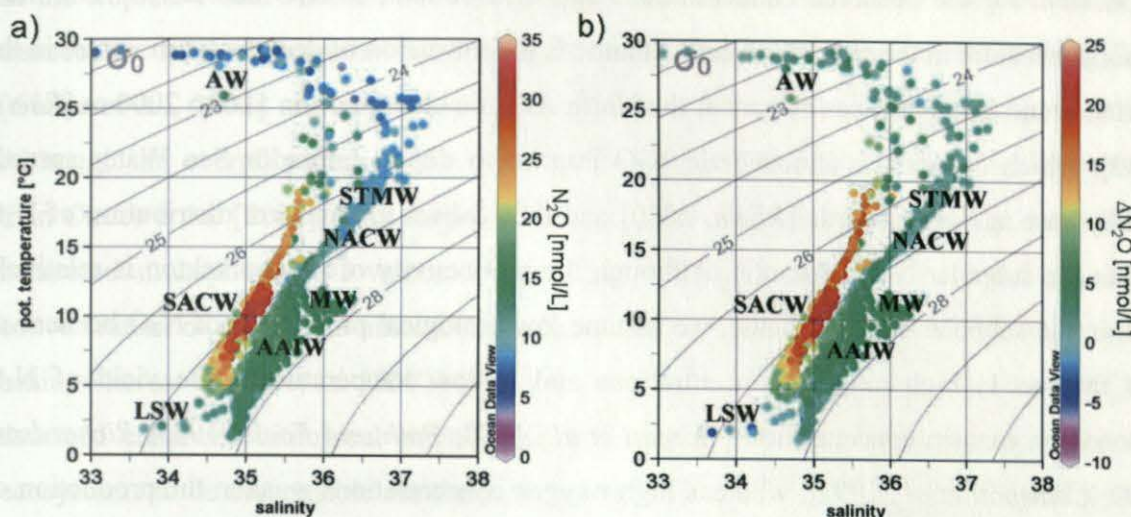 a)
b)
30
25
20
15
10
5
0
pot. temperature [°C]
33
34
35
36
37
38
salinity
σ0
AW
23
24
25
26
28
STMW
NACW
SACW
MW
AAIW
LSW
35
30
25
20
15
10
5
0
N2O [nmol/L]
Ocean Data View
30
25
20
15
10
5
0
33
34
35
36
37
38
salinity
σ0
AW
23
24
25
26
28
STMW
NACW
SACW
MW
AAIW
LSW
25
20
15
10
5
0
-5
-10
ΔN2O [nmol/L]
Ocean Data View